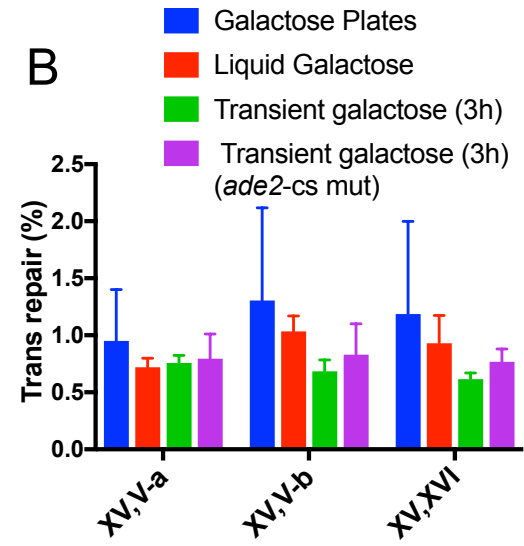 B
Galactose Plates
Liquid Galactose
Transient galactose (3h)
Transient galactose (3h)
(ade2-cs mut)
Trans repair (%)
2.5
2.0
1.5
1.0
0.5
0.0
XV,V-a
XV,V-b
XV,XVI